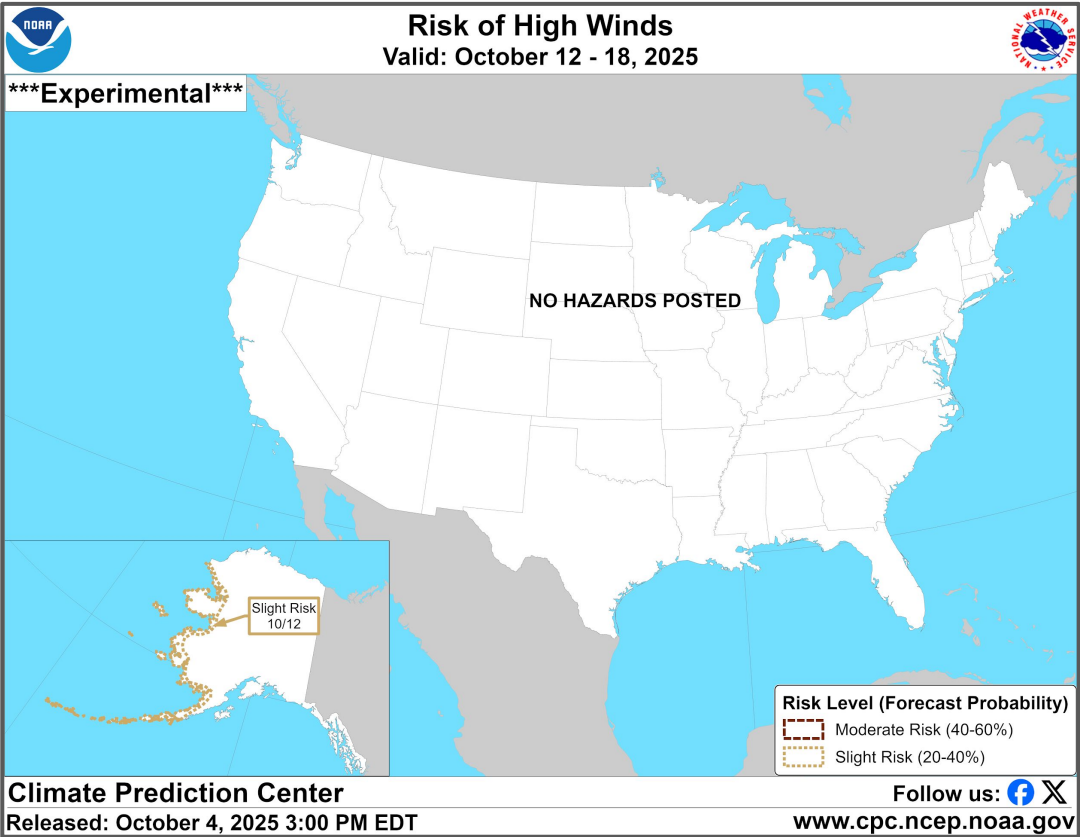 NOAA
Risk of High Winds
Valid: October 12 - 18, 2025
NATIONAL WEATHER SERVICE
***Experimental***
NO HAZARDS POSTED
Slight Risk
10/12
Risk Level (Forecast Probability)
Moderate Risk (40-60%)
Slight Risk (20-40%)
Climate Prediction Center
Follow us:
Released: October 4, 2025 3:00 PM EDT
www.cpc.ncep.noaa.gov